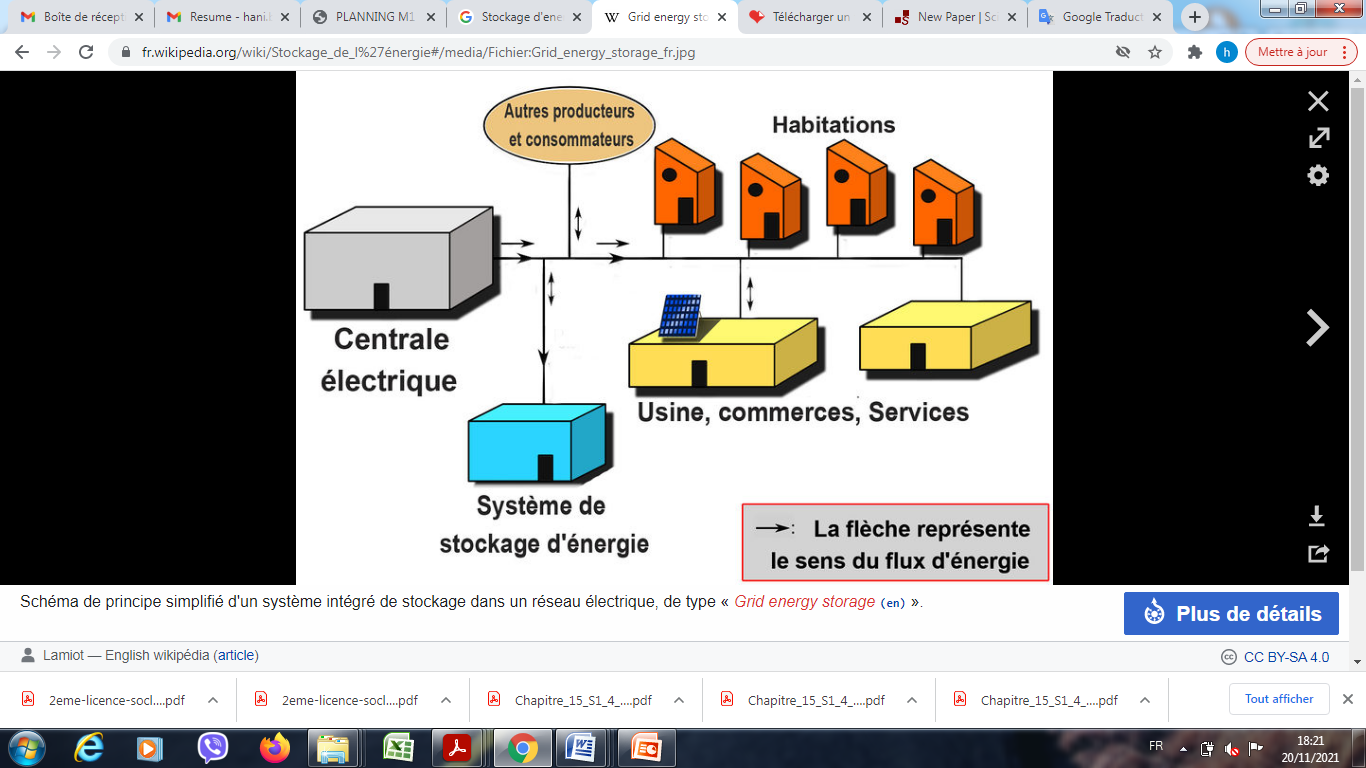 Boîte de récept
Resume - hani.l
PLANNING M1
Stockage d'ene
Grid energy sto
Télécharger un
New Paper | Sci
Google Traduct
fr.wikipedia.org/wiki/Stockage_de_l%27énergie#/media/Fichier:Grid_energy_storage_fr.jpg
h
Mettre à jour
Autres producteurs
et consommateurs
Habitations
Centrale
électrique
Usine, commerces, Services
Système de
stockage d'énergie
: La flèche représente
le sens du flux d'énergie
Schéma de principe simplifié d'un système intégré de stockage dans un réseau électrique, de type « Grid energy storage (en) ».
Plus de détails
Lamiot — English wikipédia (article)
CC BY-SA 4.0
2eme-licence-socl....pdf
2eme-licence-socl....pdf
Chapitre_15_S1_4_....pdf
Chapitre_15_S1_4_....pdf
Chapitre_15_S1_4_....pdf
Tout afficher
FR
18:21
20/11/2021